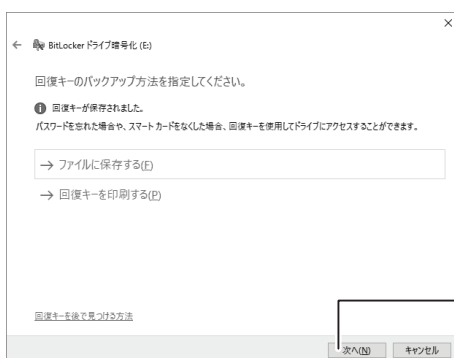 BitLocker ドライブ暗号化 (E:)
回復キーのバックアップ方法を指定してください。
回復キーが保存されました。
パスワードを忘れた場合や、スマート カードをなくした場合、回復キーを使用してドライブにアクセスすることができます。
→ ファイルに保存する(F)
→ 回復キーを印刷する(P)
回復キーを後で見つける方法
次へ(N) キャンセル